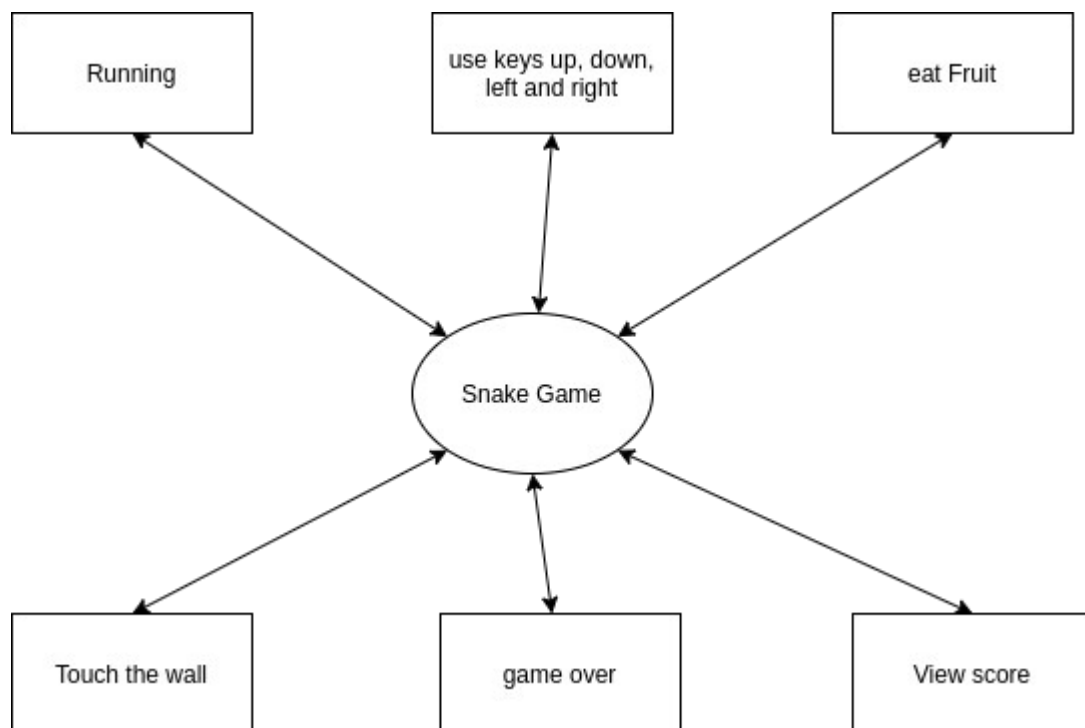 Running
use keys up, down,
left and right
eat Fruit
Snake Game
Touch the wall
game over
View score